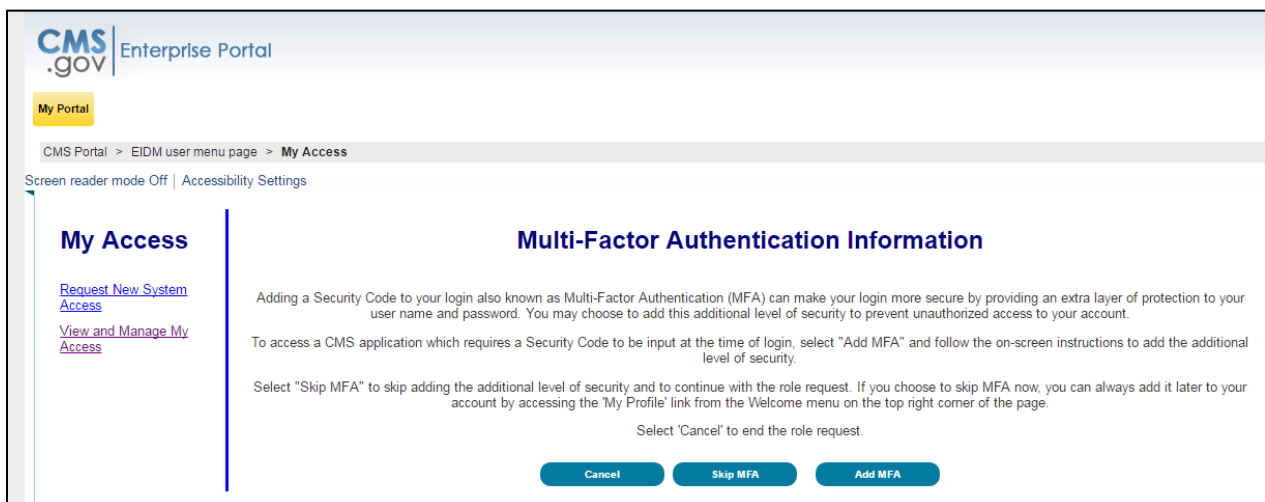 CMS
.gov
Enterprise Portal
My Portal
CMS Portal > EIDM user menu page > My Access
Screen reader mode Off | Accessibility Settings
My Access
Request New System
Access
View and Manage My
Access
Multi-Factor Authentication Information
Adding a Security Code to your login also known as Multi-Factor Authentication (MFA) can make your login more secure by providing an extra layer of protection to your
user name and password. You may choose to add this additional level of security to prevent unauthorized access to your account.
To access a CMS application which requires a Security Code to be input at the time of login, select "Add MFA" and follow the on-screen instructions to add the additional
level of security.
Select "Skip MFA" to skip adding the additional level of security and to continue with the role request. If you choose to skip MFA now, you can always add it later to your
account by accessing the 'My Profile' link from the Welcome menu on the top right corner of the page.
Select 'Cancel' to end the role request.
Cancel
Skip MFA
Add MFA